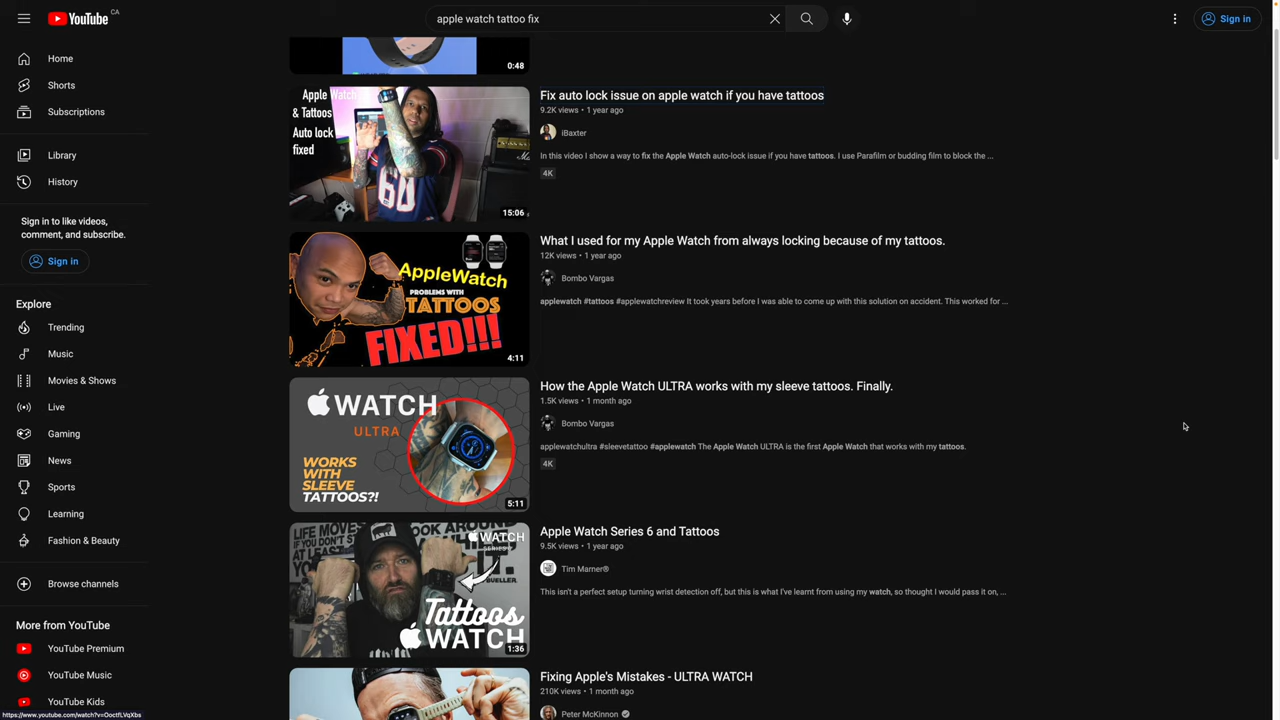 YouTube CA
apple watch tattoo fix
Sign in
Home
Shorts
Subscriptions
Library
History
Sign in to like videos,
comment, and subscribe.
Sign in
Explore
Trending
Music
Movies & Shows
Live
Gaming
News
Sports
Learning
Fashion & Beauty
Browse channels
More from YouTube
YouTube Premium
YouTube Music
YouTube Kids
https://www.youtube.com/watch?v=OoctfLVqXbs
0:48
Apple Watch
& Tattoos
Auto lock
fixed
60
15:06
Fix auto lock issue on apple watch if you have tattoos
9.2K views • 1 year ago
iBaxter
In this video I show a way to fix the Apple Watch auto-lock issue if you have tattoos. I use Parafilm or budding film to block the ...
4K
AppleWatch
PROBLEMS WITH
TATTOOS
FIXED!!!
4:11
What I used for my Apple Watch from always locking because of my tattoos.
12K views • 1 year ago
Bombo Vargas
applewatch #tattoos #applewatchreview It took years before I was able to come up with this solution on accident. This worked for ...
WATCH
ULTRA
WORKS
WITH
SLEEVE
TATTOOS?!
5:11
How the Apple Watch ULTRA works with my sleeve tattoos. Finally.
1.5K views • 1 month ago
Bombo Vargas
applewatchultra #sleevetattoo #applewatch The Apple Watch ULTRA is the first Apple Watch that works with my tattoos.
4K
LIFE MOVES
WATCH
Tattoos
WATCH
1:36
Apple Watch Series 6 and Tattoos
9.5K views • 1 year ago
Tim Marner®
This isn't a perfect setup turning wrist detection off, but this is what I've learnt from using my watch, so thought I would pass it on, ...
Fixing Apple's Mistakes - ULTRA WATCH
210K views • 1 month ago
Peter McKinnon